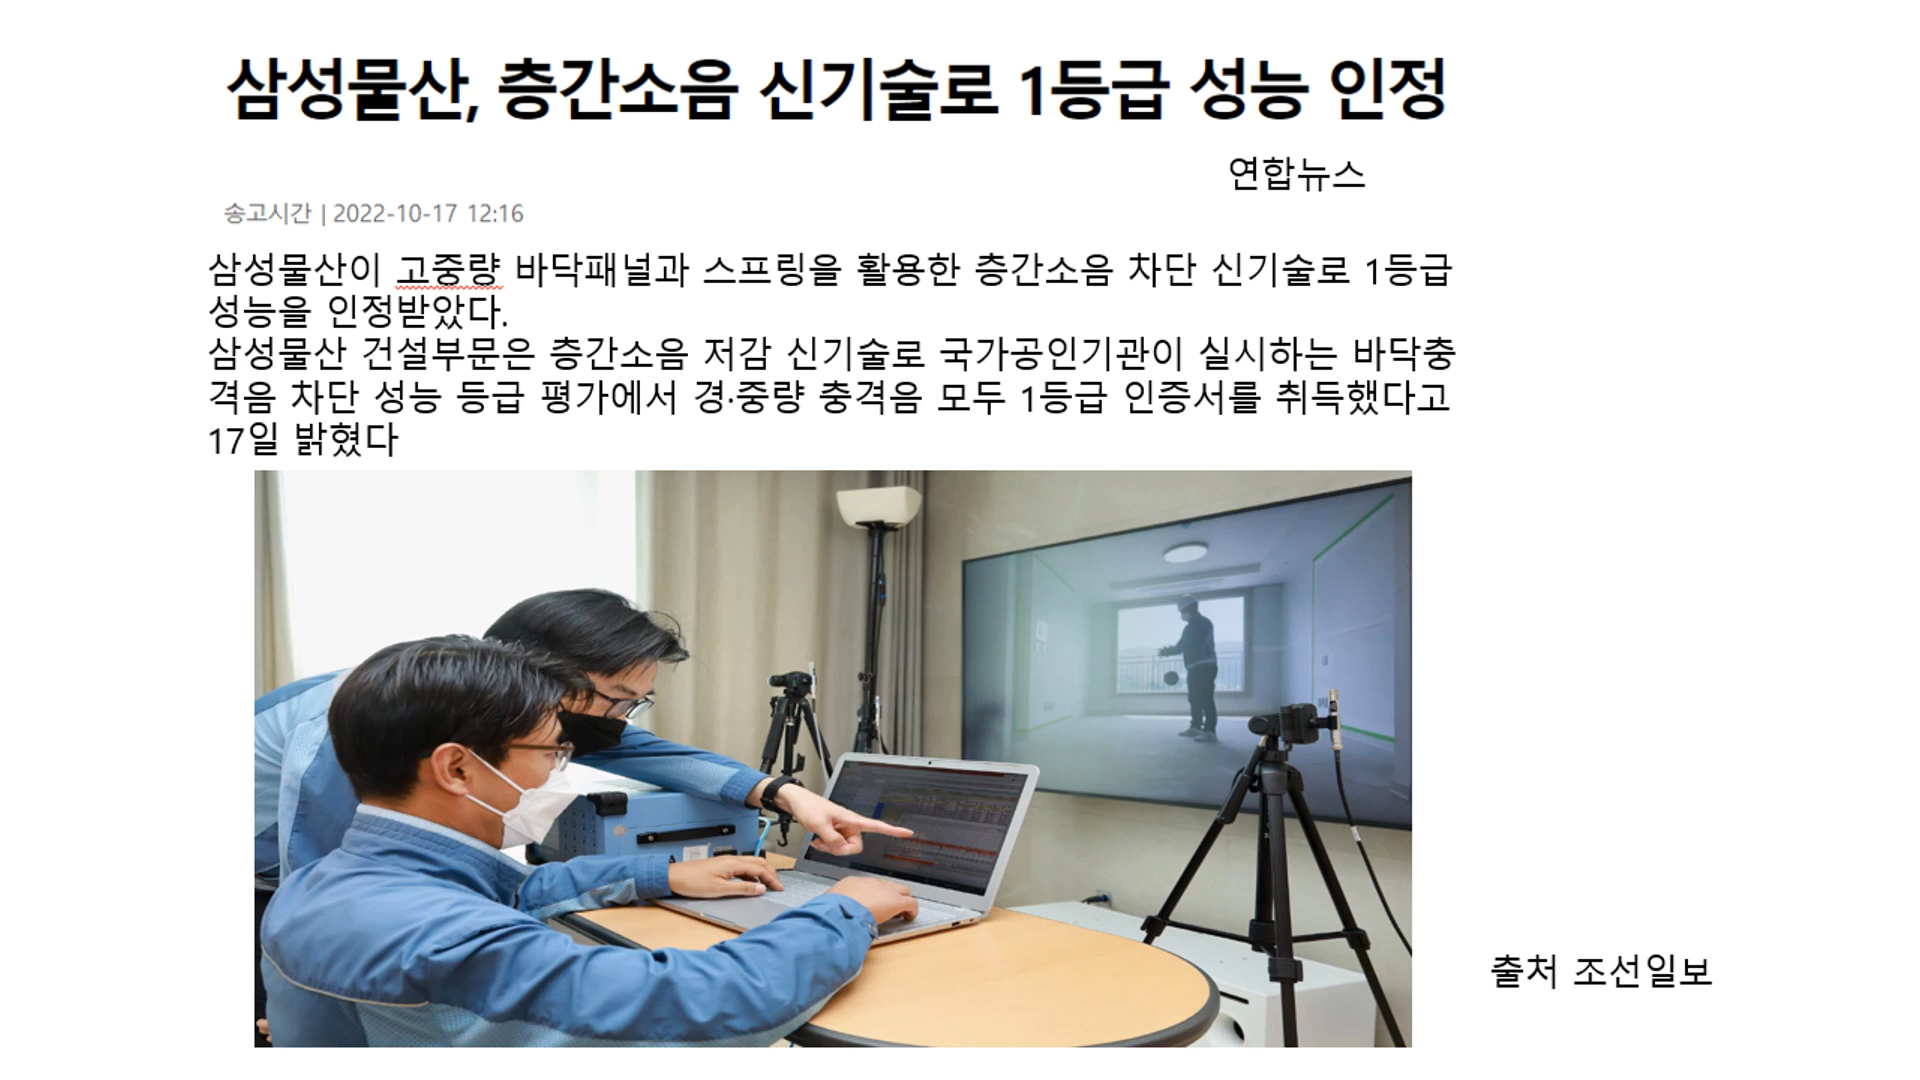 삼성물산, 층간소음 신기술로 1등급 성능 인정
연합뉴스
송고시간 | 2022-10-17 12:16
삼성물산이 고중량 바닥패널과 스프링을 활용한 층간소음 차단 신기술로 1등급
성능을 인정받았다.
삼성물산 건설부문은 층간소음 저감 신기술로 국가공인기관이 실시하는 바닥충
격음 차단 성능 등급 평가에서 경·중량 충격음 모두 1등급 인증서를 취득했다고
17일 밝혔다
출처 조선일보